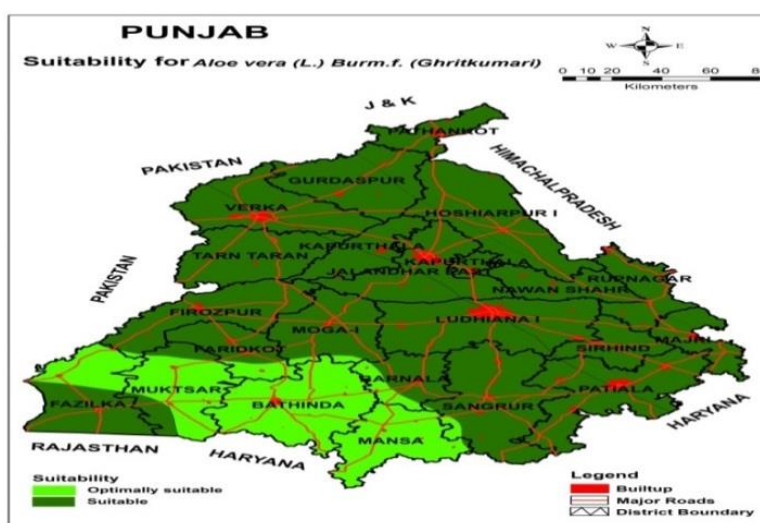 PUNJAB
Suitability for Aloe vera (L.) Burm.f. (Ghritkumari)
N
W E
S
0 10 20 40 60 80
Kilometers
J & K
PATHANKOT
PAKISTAN
HIMACHALPRADESH
GURDASPUR
VERKA
HOSHIARPUR I
KAPURTHALA
TARN TARAN
KAPURTHALA
JALANDHAR
RUPNAGAR
PAKISTAN
NAWAN SHAHR
FIROZPUR
MOGA-I
LUDHIANA I
MAJRI
FARIDKOT
SIRHIND
MUKTSAR
BARNALA
PATIALA
FAZILKA
BATHINDA
SANGRUR
HARYANA
MANSA
RAJASTHAN
HARYANA
Suitability
Optimally suitable
Suitable
Legend
Builtup
Major Roads
District Boundary